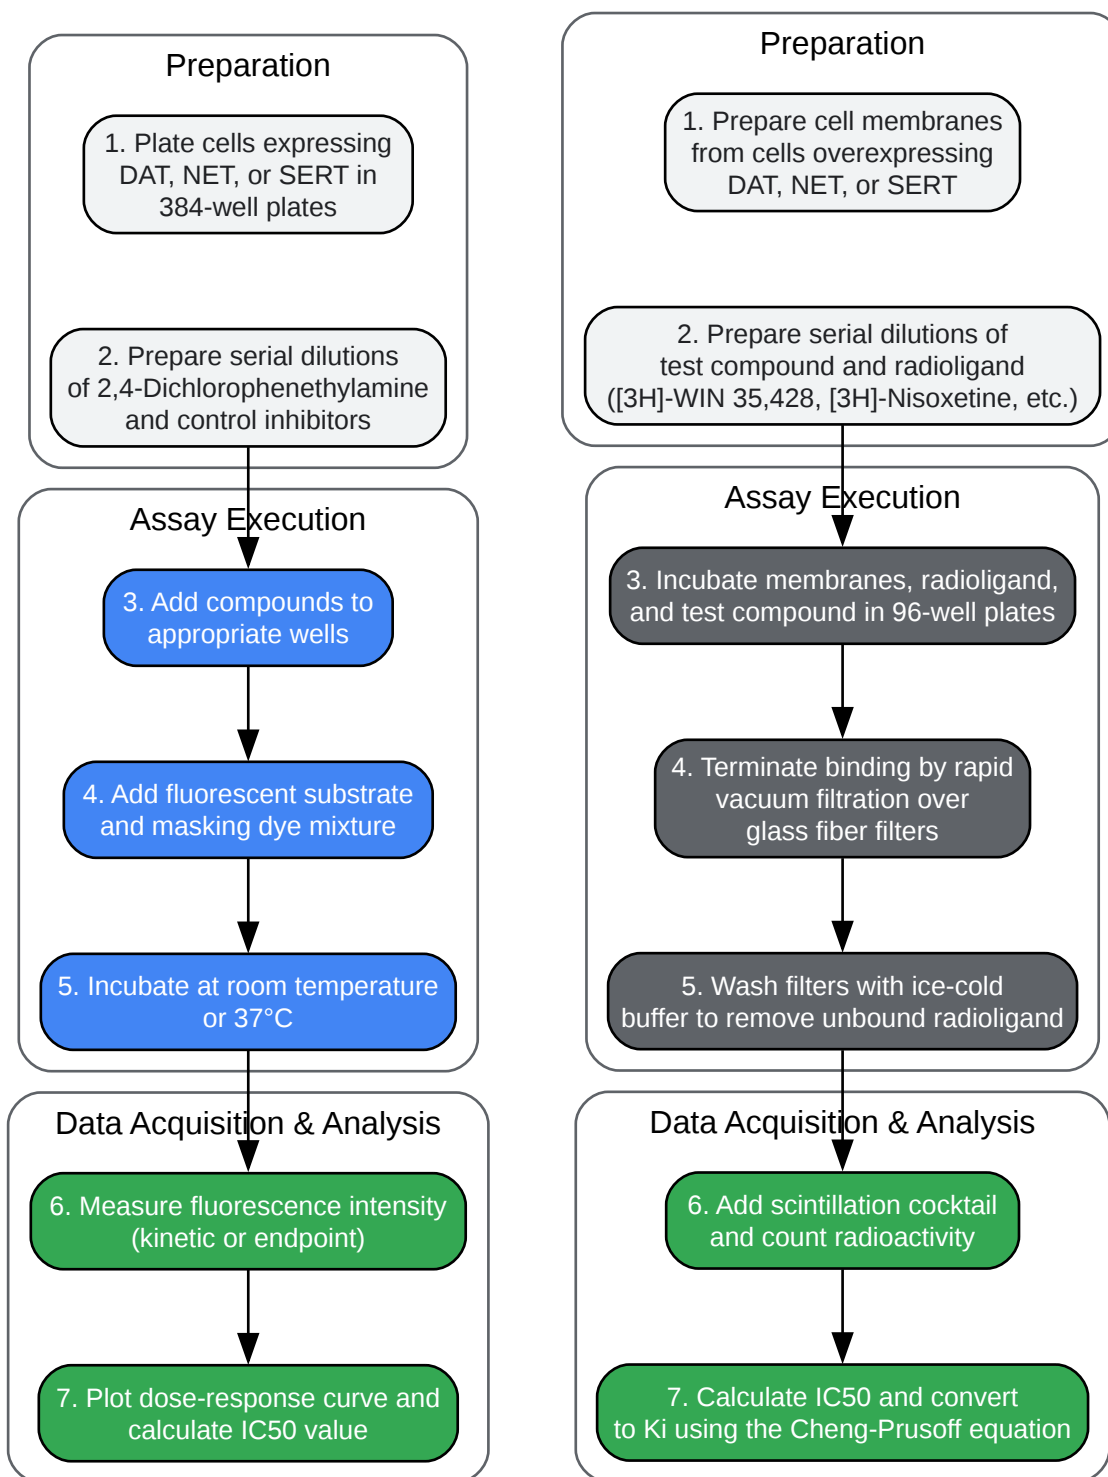 Preparation
1. Plate cells expressing
DAT, NET, or SERT in
384-well plates
2. Prepare serial dilutions
of 2,4-Dichlorophenethylamine
and control inhibitors
Assay Execution
3. Add compounds to
appropriate wells
4. Add fluorescent substrate
and masking dye mixture
5. Incubate at room temperature
or 37°C
Data Acquisition & Analysis
6. Measure fluorescence intensity
(kinetic or endpoint)
7. Plot dose-response curve and
calculate IC50 value
Preparation
1. Prepare cell membranes
from cells overexpressing
DAT, NET, or SERT
2. Prepare serial dilutions of
test compound and radioligand
([3H]-WIN 35,428, [3H]-Nisoxetine, etc.)
Assay Execution
3. Incubate membranes, radioligand,
and test compound in 96-well plates
4. Terminate binding by rapid
vacuum filtration over
glass fiber filters
5. Wash filters with ice-cold
buffer to remove unbound radioligand
Data Acquisition & Analysis
6. Add scintillation cocktail
and count radioactivity
7. Calculate IC50 and convert
to Ki using the Cheng-Prusoff equation